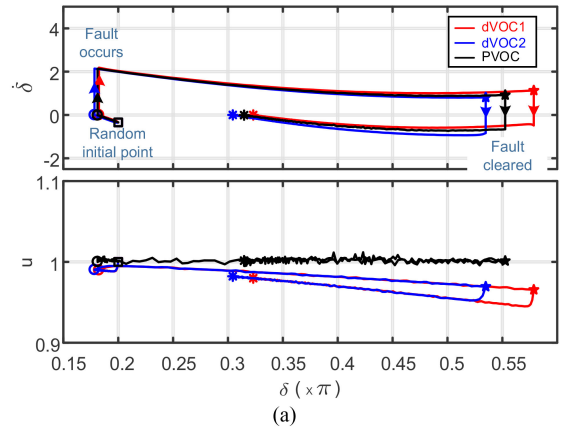 4
2
0
-2
δ̇
Fault
occurs
Random
initial point
dVOC1
dVOC2
PVOC
Fault
cleared
1.1
1
0.9
u
0.15
0.2
0.25
0.3
0.35
0.4
0.45
0.5
0.55
δ (×π)
(a)